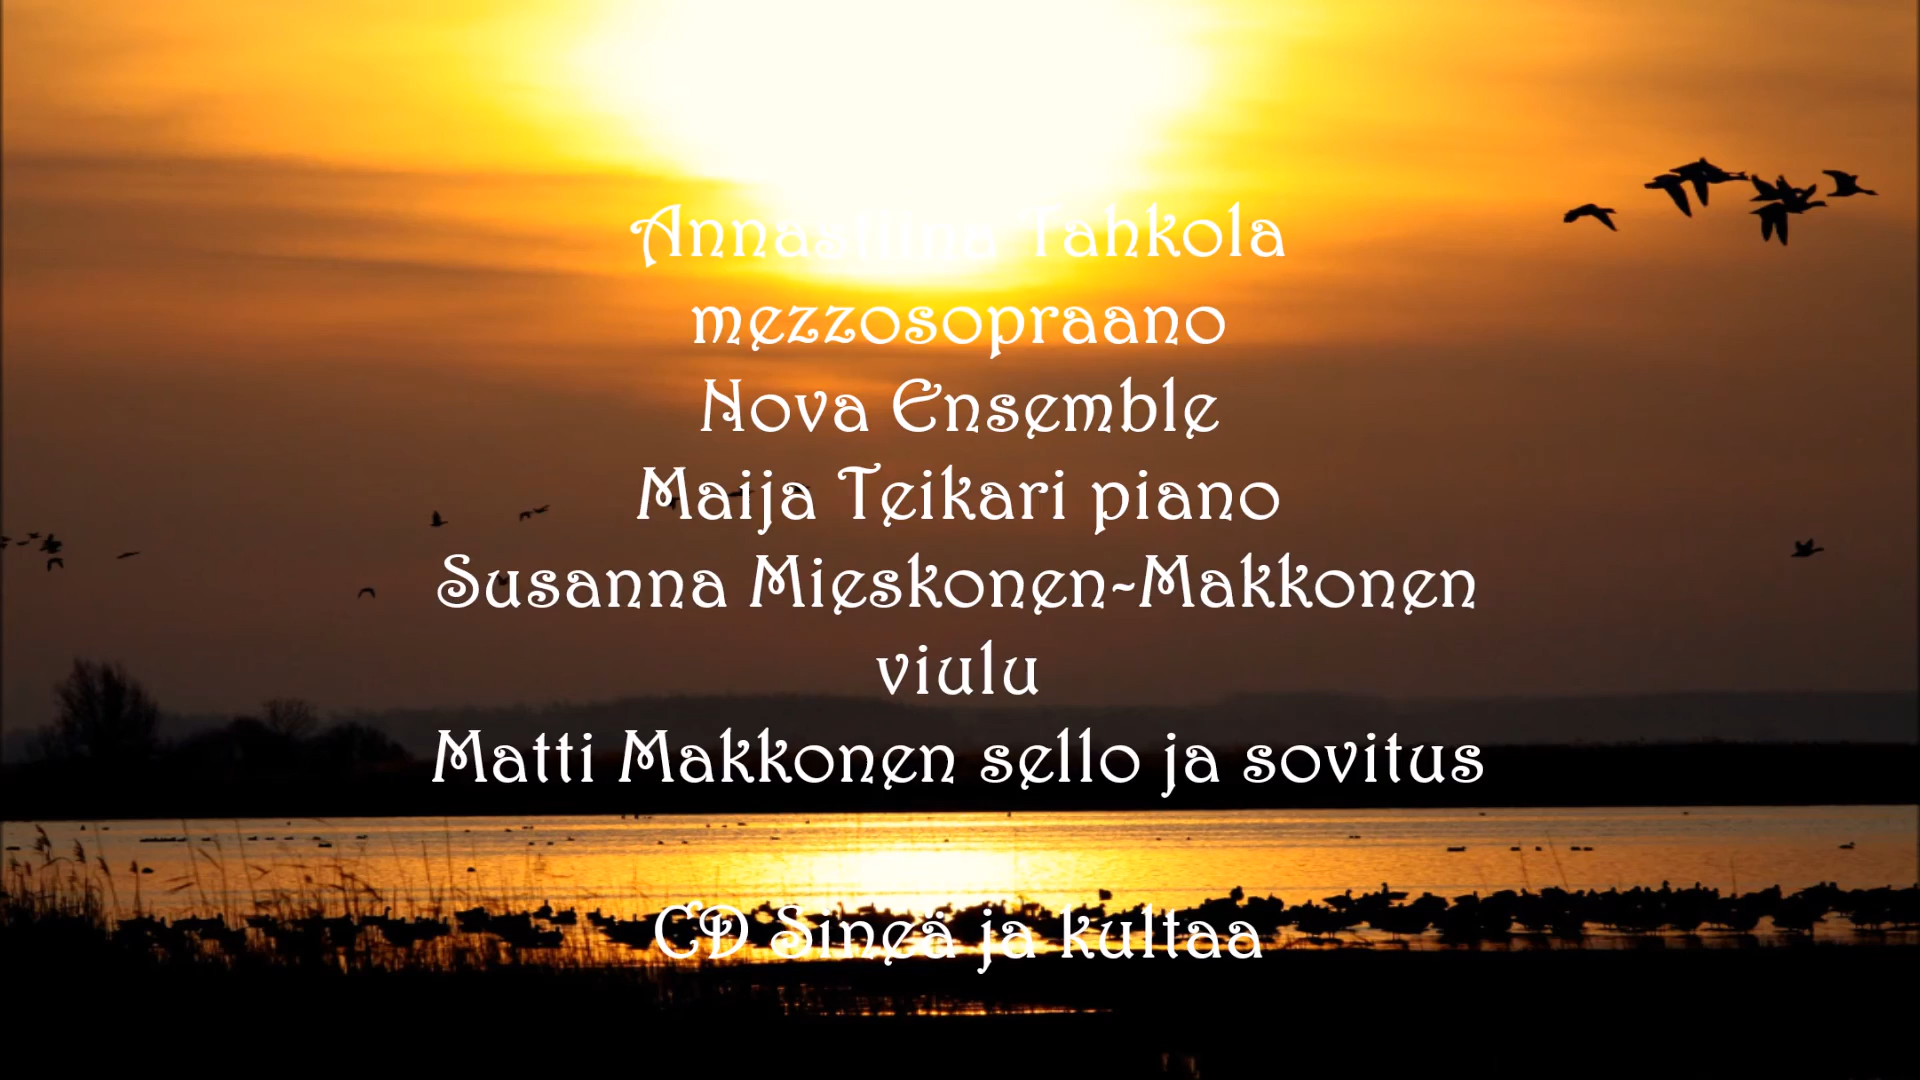 Annastiina Tahkola
mezzosopraano
Nova Ensemble
Maija Teikari piano
Susanna Mieskonen-Makkonen
viulu
Matti Makkonen sello ja sovitus
CD Sineä ja kultaa